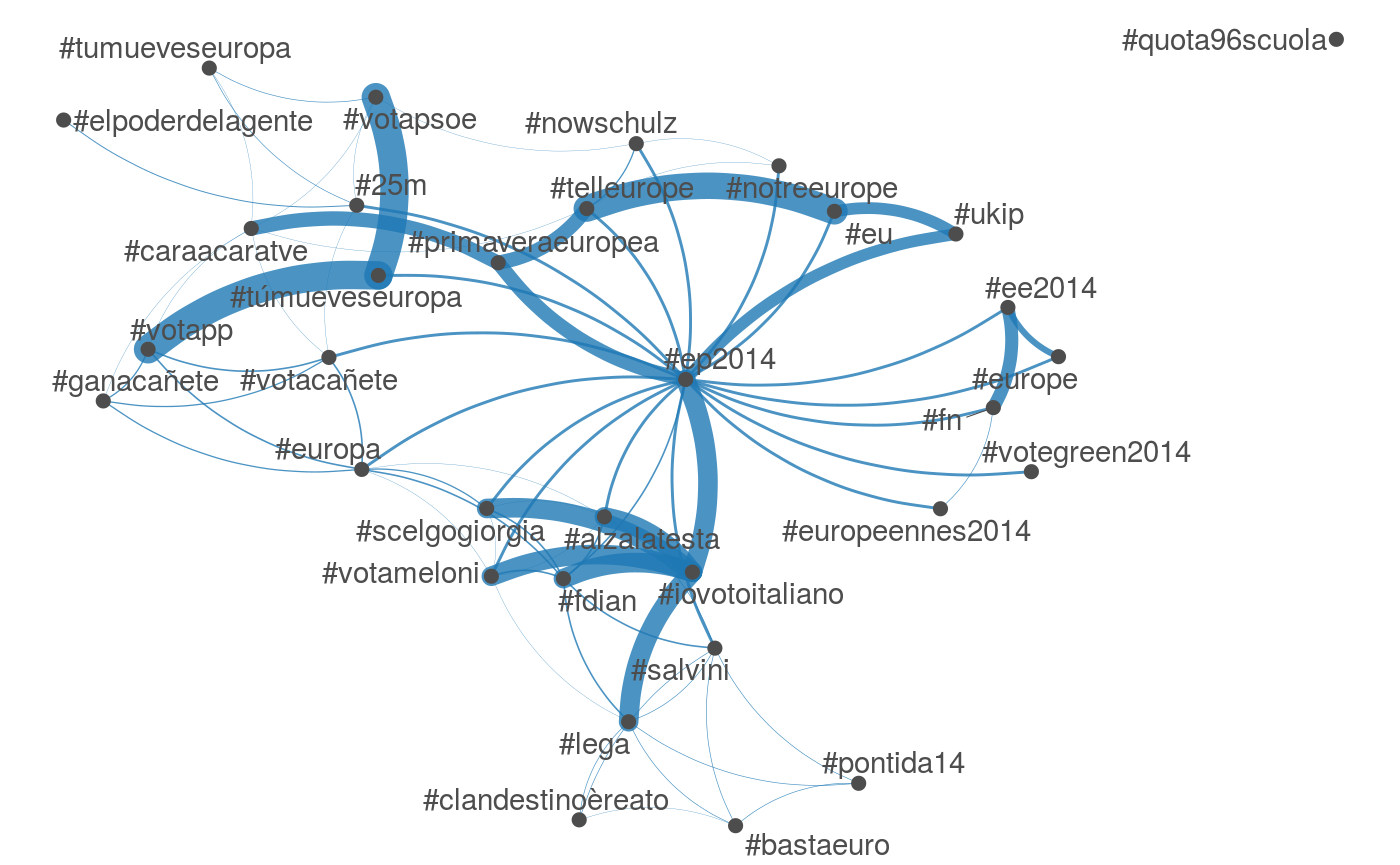 #quota96scuola
#tumueveseuropa
#elpoderdelagente
#votapsoe
#nowschulz
#25m
#telleurope
#notreeurope
#ukip
#eu
#caraacaratve
#primaveraeuropea
#túmueveseuropa
#ee2014
#votapp
#ep2014
#ganacañete
#votacañete
#europe
#fn
#europa
#votegreen2014
#scelgogiorgia
#alzalatesta
#europeennes2014
#votameloni
#fdian
#iovotoitaliano
#salvini
#lega
#pontida14
#clandestinoèreato
#bastaeuro